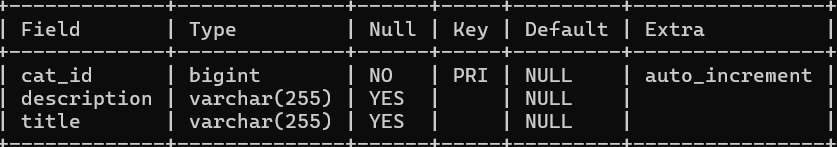 +-------------+--------------+------+-----+---------+----------------+
| Field | Type | Null | Key | Default | Extra |
+-------------+--------------+------+-----+---------+----------------+
| cat_id | bigint | NO | PRI | NULL | auto_increment |
| description | varchar(255) | YES | | NULL | |
| title | varchar(255) | YES | | NULL | |
+-------------+--------------+------+-----+---------+----------------+